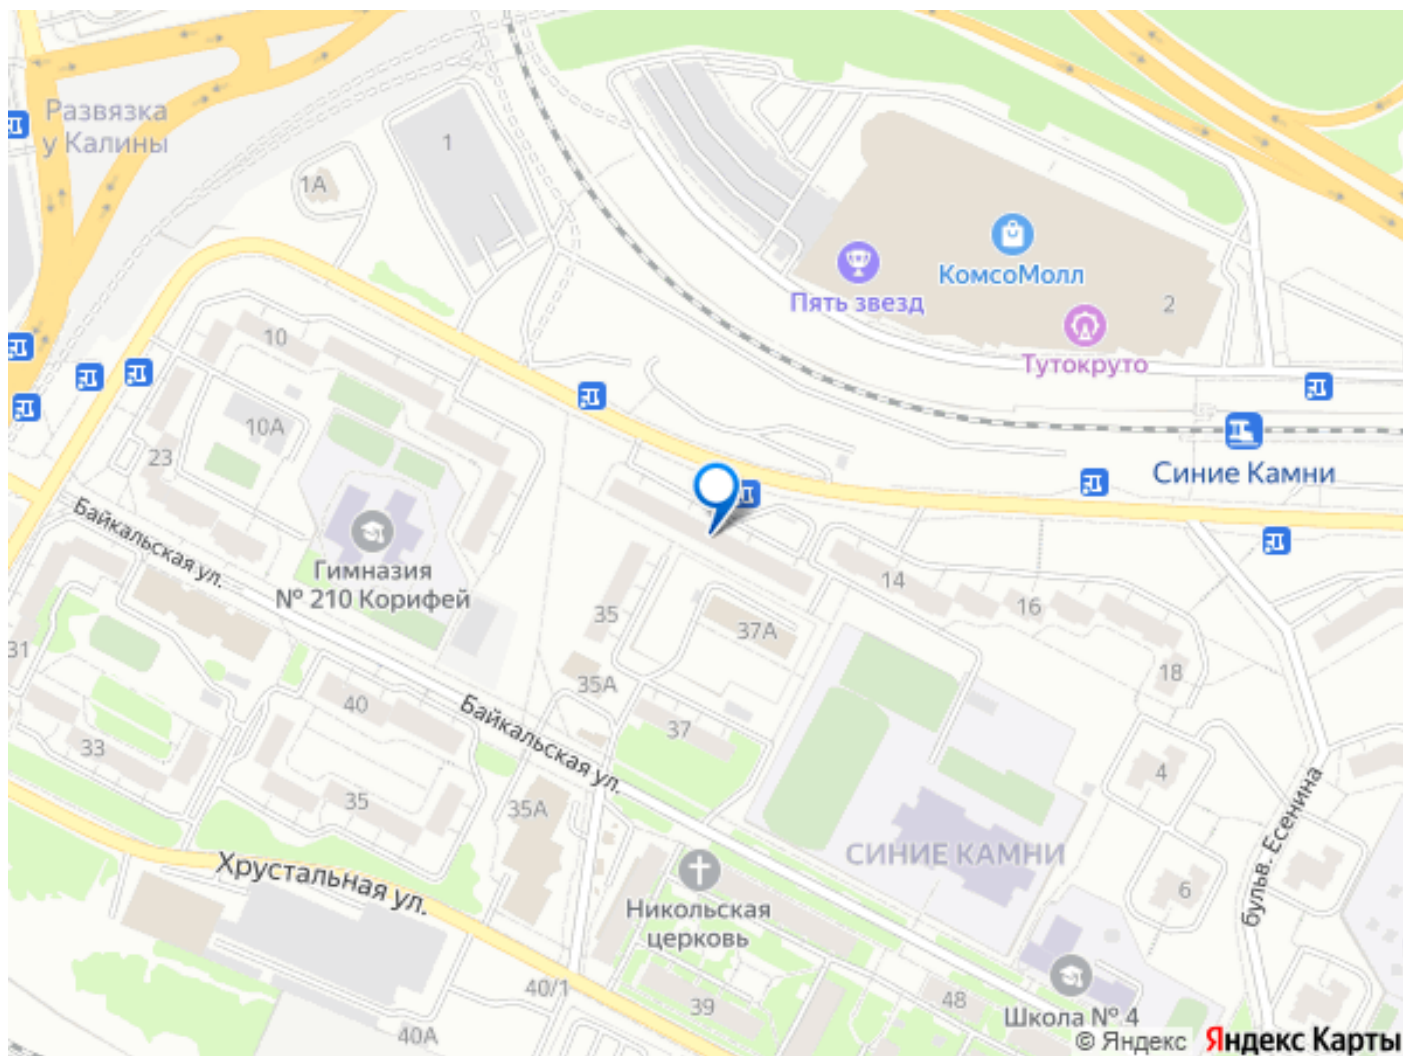 Развязка
у Калины
1
1А
КомсоМолл
Пять звезд
2
Тутокруто
10
10А
23
Синие Камни
Байкальская ул.
Гимназия
№ 210 Корифей
14
16
35
37А
18
31
35А
40
37
Байкальская ул.
33
35
35А
4
бульв. Есенина
СИНИЕ КАМНИ
Хрустальная ул.
6
Никольская
церковь
40/1
39
48
Школа № 4
40А
© Яндекс Яндекс Карты